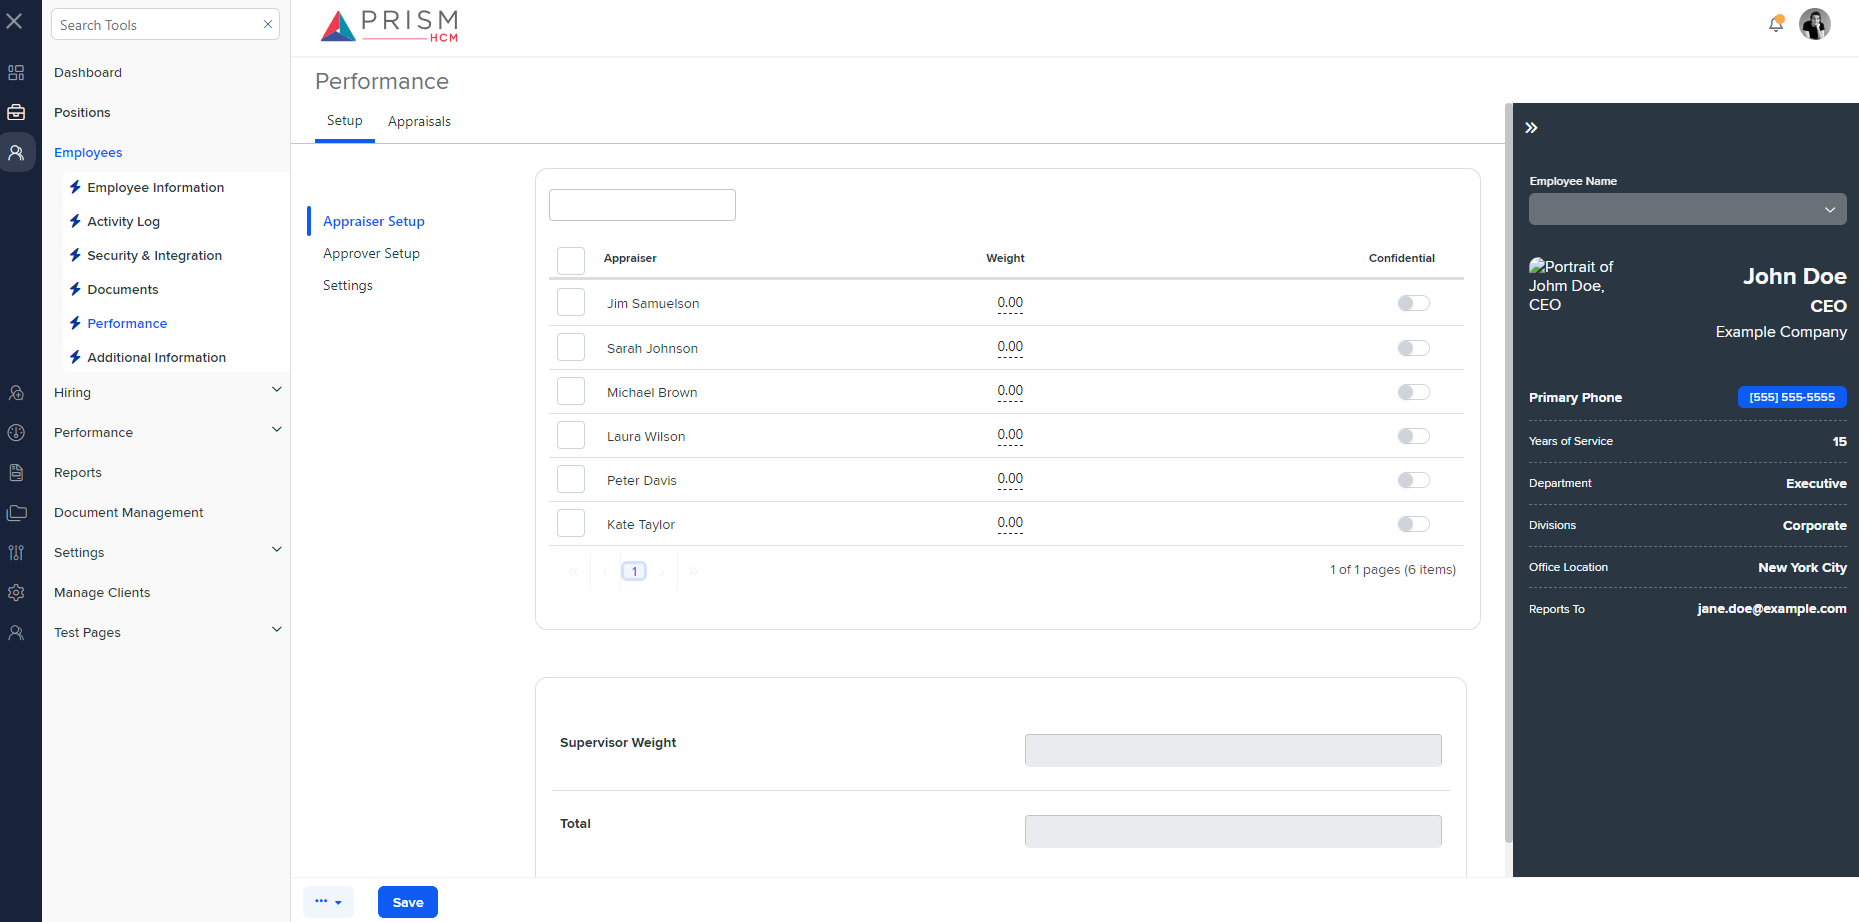 Search Tools
PRISM
HCM
Dashboard
Positions
Employees
Employee Information
Activity Log
Security & Integration
Documents
Performance
Additional Information
Hiring
Performance
Reports
Document Management
Settings
Manage Clients
Test Pages
Performance
Setup
Appraisals
Appraiser Setup
Approver Setup
Settings
Appraiser Weight Confidential
Jim Samuelson 0.00
Sarah Johnson 0.00
Michael Brown 0.00
Laura Wilson 0.00
Peter Davis 0.00
Kate Taylor 0.00
1
1 of 1 pages (6 items)
Supervisor Weight
Total
Save
Employee Name
Portrait of
Johm Doe,
CEO
John Doe
CEO
Example Company
Primary Phone [555] 555-5555
Years of Service 15
Department Executive
Divisions Corporate
Office Location New York City
Reports To jane.doe@example.com